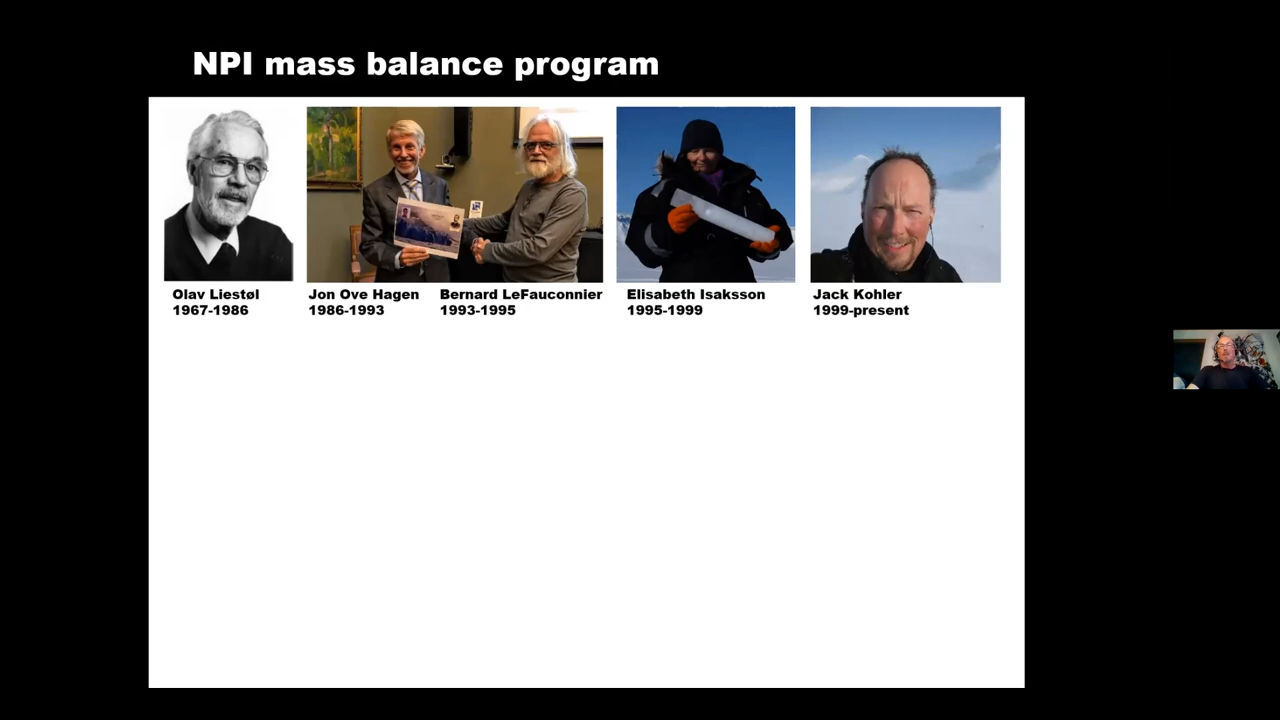 NPI mass balance program
Olav Liestøl
1967-1986
Jon Ove Hagen
1986-1993
Bernard LeFauconnier
1993-1995
Elisabeth Isaksson
1995-1999
Jack Kohler
1999-present